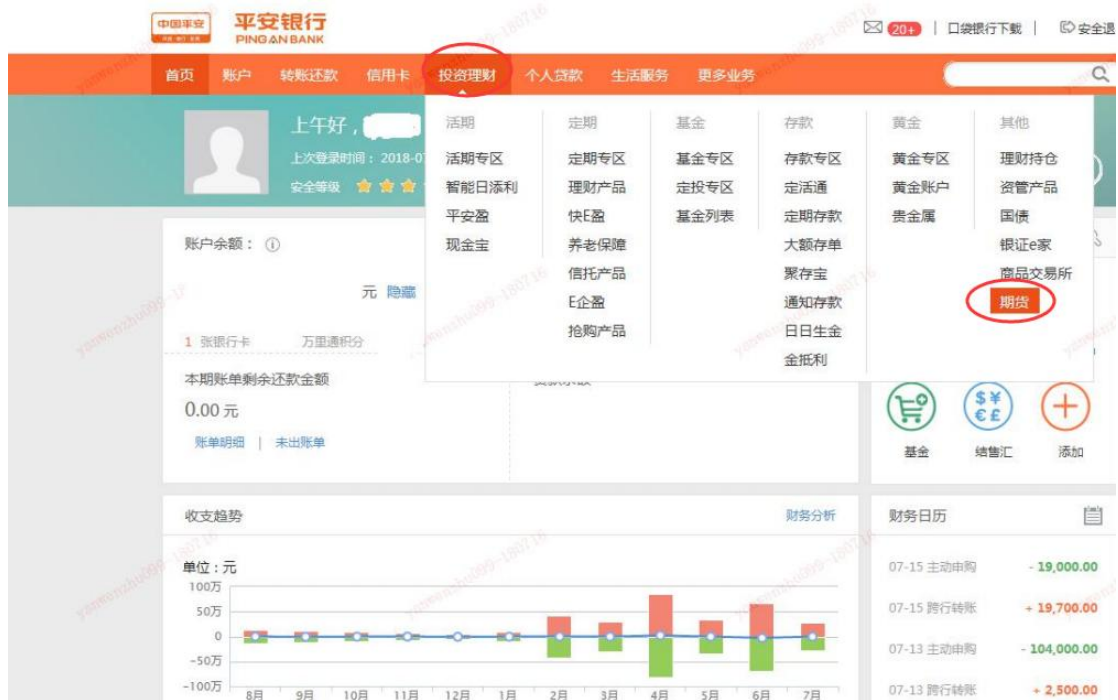 中国平安
平安银行
PING AN BANK
20+ | 口袋银行下载 | 安全退
首页 账户 转账还款 信用卡 投资理财 个人贷款 生活服务 更多业务
上午好，
上次登录时间：2018-07
安全等级
活期 定期 基金 存款 黄金 其他
活期专区 定期专区 基金专区 存款专区 黄金专区 理财持仓
智能日添利 理财产品 定投专区 定活通 黄金账户 资管产品
平安盈 快E盈 基金列表 定期存款 贵金属 国债
现金宝 养老保障 大额存单 银证e家
信托产品 聚存宝 商品交易所
E企盈 通知存款 期货
抢购产品 日日生金
金抵利
账户余额：
元 隐藏
1 张银行卡 万里通积分
本期账单剩余还款金额
0.00 元
账单明细 | 未出账单
基金 结售汇 添加
收支趋势 财务分析
单位：元
100万
50万
0
-50万
-100万
8月 9月 10月 11月 12月 1月 2月 3月 4月 5月 6月 7月
财务日历
07-15 主动申购 - 19,000.00
07-15 跨行转账 + 19,700.00
07-13 主动申购 - 104,000.00
07-13 跨行转账 + 2,500.00